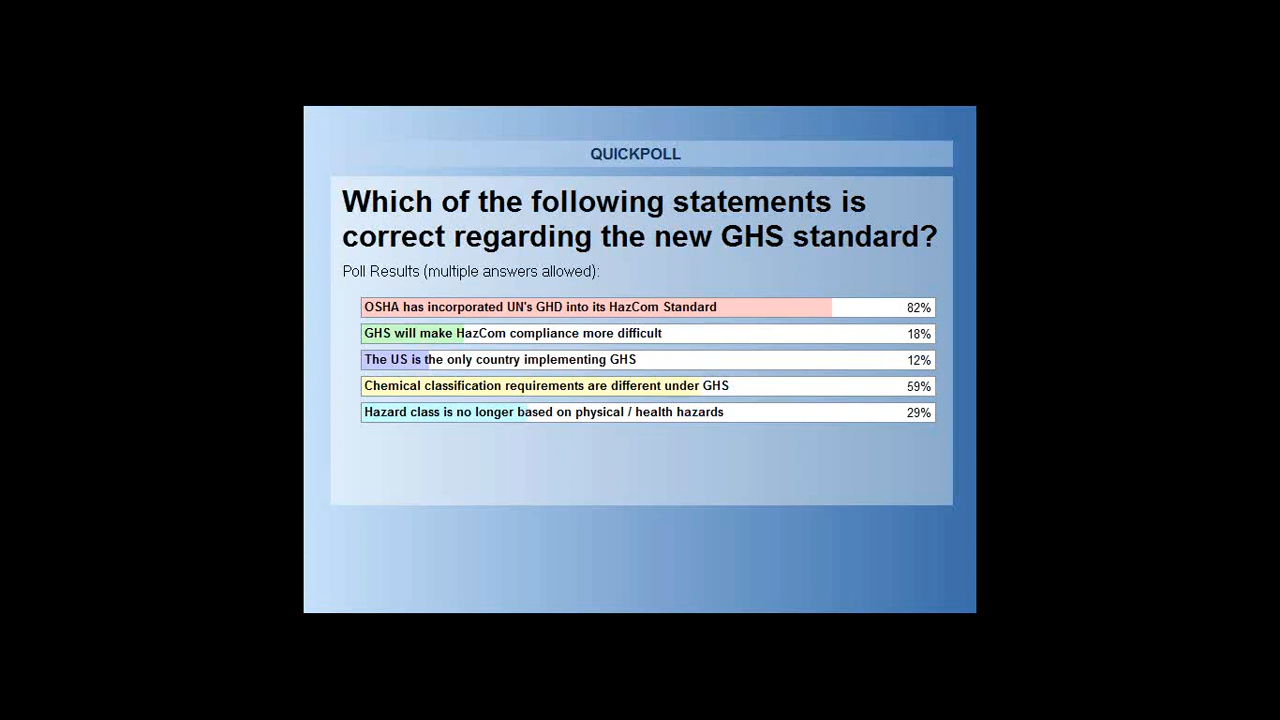 QUICKPOLL
Which of the following statements is
correct regarding the new GHS standard?
Poll Results (multiple answers allowed):
OSHA has incorporated UN's GHD into its HazCom Standard 82%
GHS will make HazCom compliance more difficult 18%
The US is the only country implementing GHS 12%
Chemical classification requirements are different under GHS 59%
Hazard class is no longer based on physical / health hazards 29%